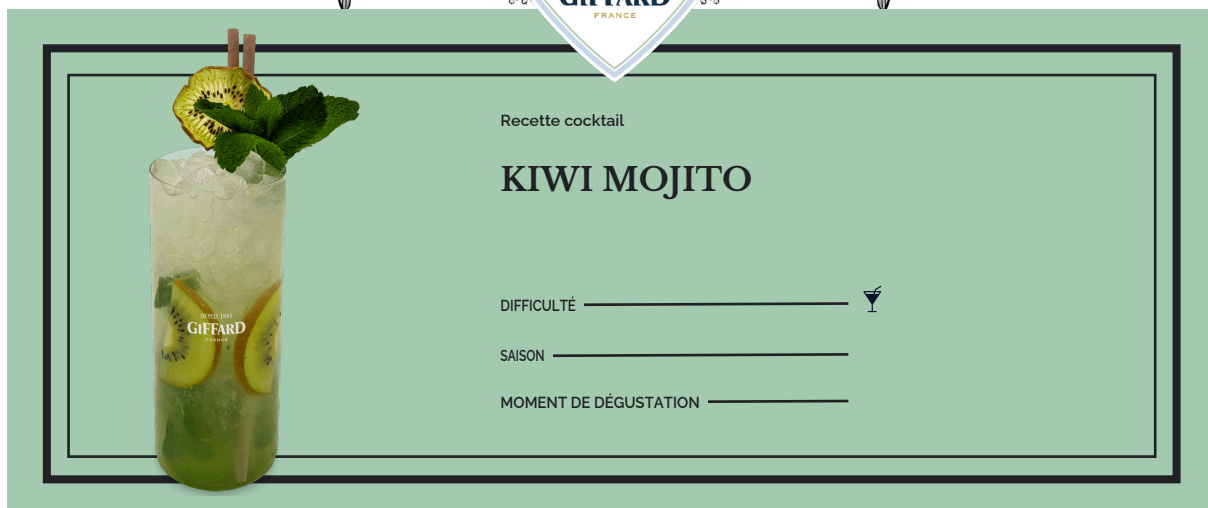 GIFFARD
FRANCE
Recette cocktail
KIWI MOJITO
DIFFICULTÉ
SAISON
MOMENT DE DÉGUSTATION
DEPUIS 1885
GIFFARD
FRANCE